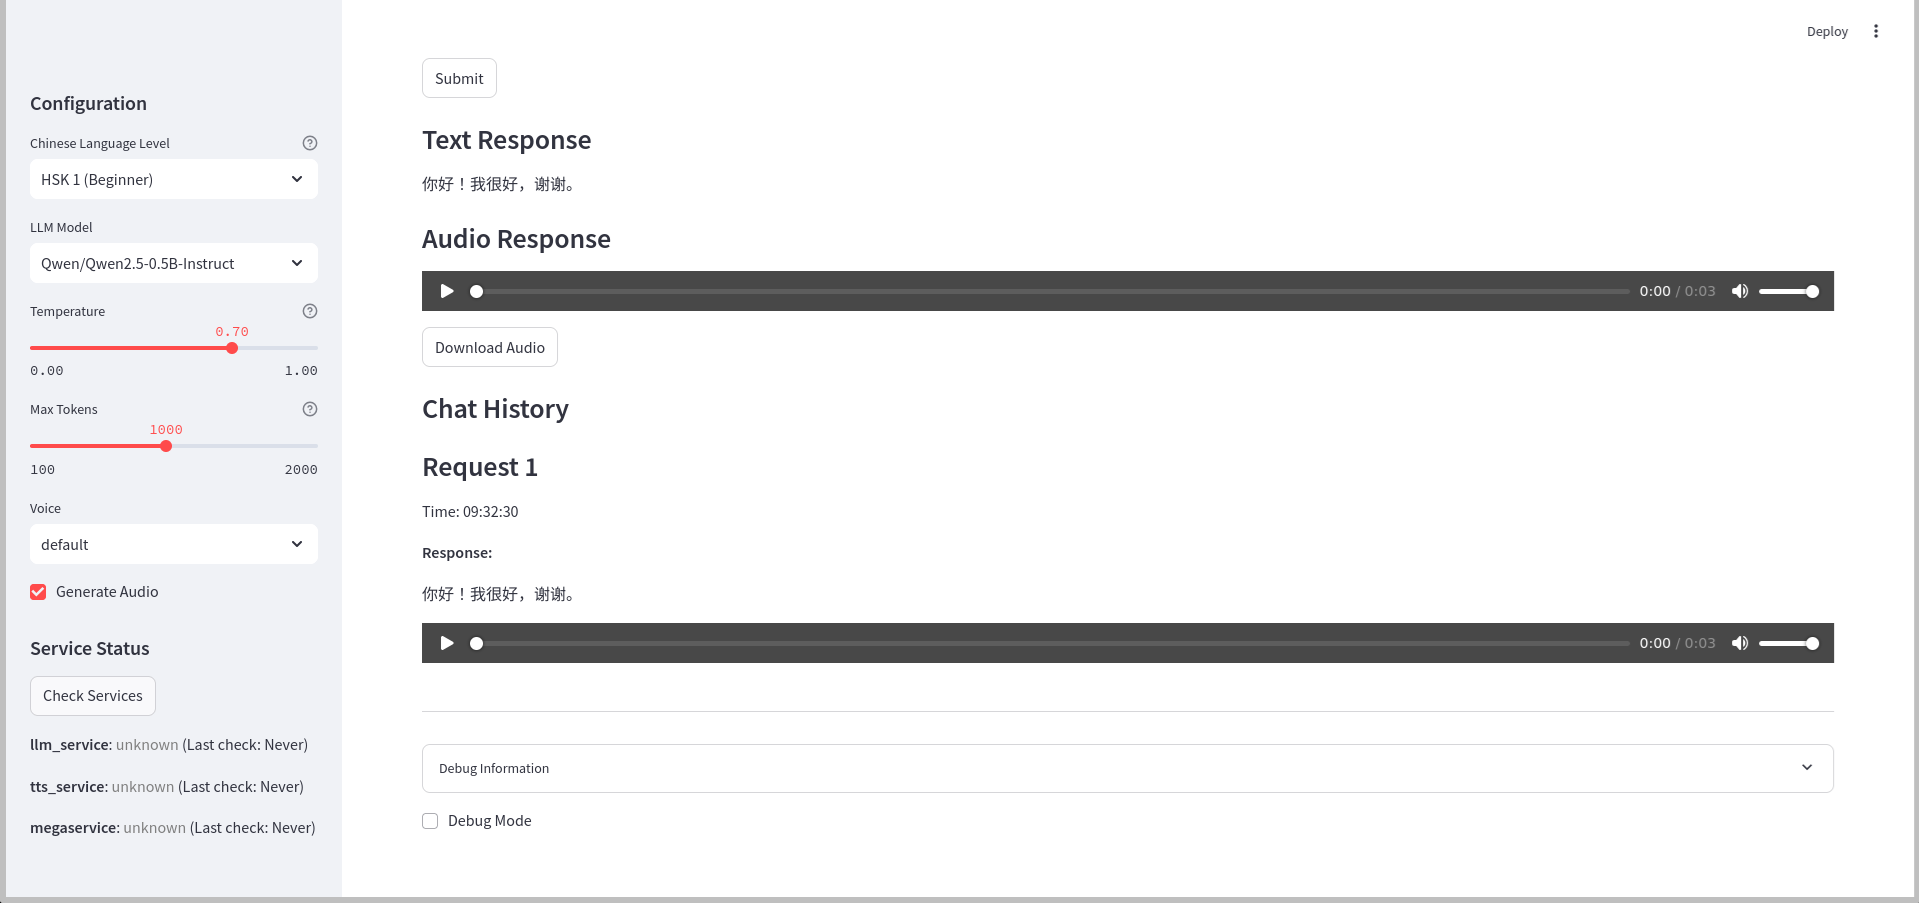 Deploy
Configuration
Chinese Language Level
HSK 1 (Beginner)
LLM Model
Qwen/Qwen2.5-0.5B-Instruct
Temperature
0.70
0.00 1.00
Max Tokens
1000
100 2000
Voice
default
Generate Audio
Service Status
Check Services
llm_service: unknown (Last check: Never)
tts_service: unknown (Last check: Never)
megaservice: unknown (Last check: Never)
Submit
Text Response
你好！我很好，谢谢。
Audio Response
0:00 / 0:03
Download Audio
Chat History
Request 1
Time: 09:32:30
Response:
你好！我很好，谢谢。
0:00 / 0:03
Debug Information
Debug Mode